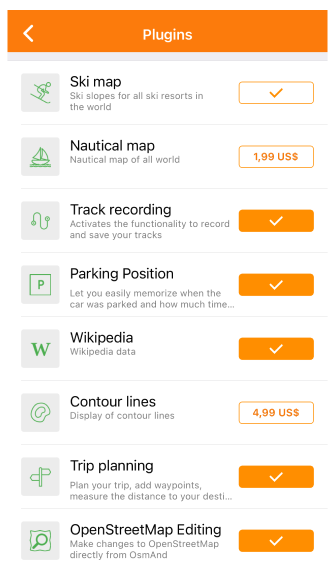 Plugins
Ski map
Ski slopes for all ski resorts in
the world
Nautical map
Nautical map of all world
1,99 US$
Track recording
Activates the functionality to record
and save your tracks
P
Parking Position
Let you easily memorize when the
car was parked and how much time...
W
Wikipedia
Wikipedia data
Contour lines
Display of contour lines
4,99 US$
Trip planning
Plan your trip, add waypoints,
measure the distance to your desti...
OpenStreetMap Editing
Make changes to OpenStreetMap
directly from OsmAnd